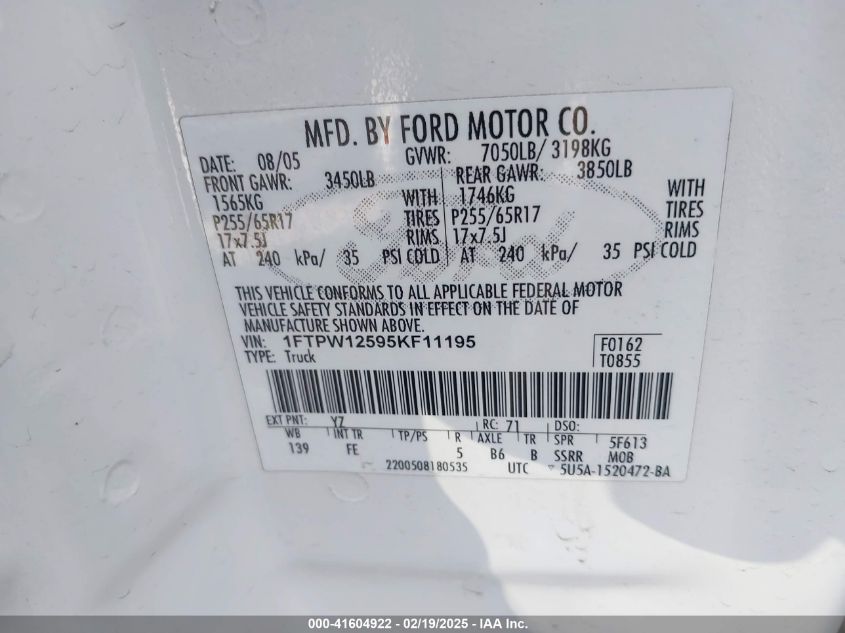 MFD. BY FORD MOTOR CO.
DATE: 08/05 GVWR: 7050LB/ 3198KG
FRONT GAWR: 3450LB REAR GAWR: 3850LB
1565KG WITH 1746KG WITH
P255/65R17 TIRES P255/65R17 TIRES
17x7.5J RIMS 17x7.5J RIMS
AT 240 kPa/ 35 PSI COLD AT 240 kPa/ 35 PSI COLD
Ford
THIS VEHICLE CONFORMS TO ALL APPLICABLE FEDERAL MOTOR
VEHICLE SAFETY STANDARDS IN EFFECT ON THE DATE OF
MANUFACTURE SHOWN ABOVE.
VIN: 1FTPW12595KF11195 F0162
TYPE: Truck T0855
EXT PNT: YZ RC: 71 DSO:
WB INT TR TP/PS R AXLE TR SPR 5F613
139 FE 5 B6 B SSRR MOB
2200508180535 UTC 5U5A-1520472-BA
000-41604922 - 02/19/2025 - IAA Inc.